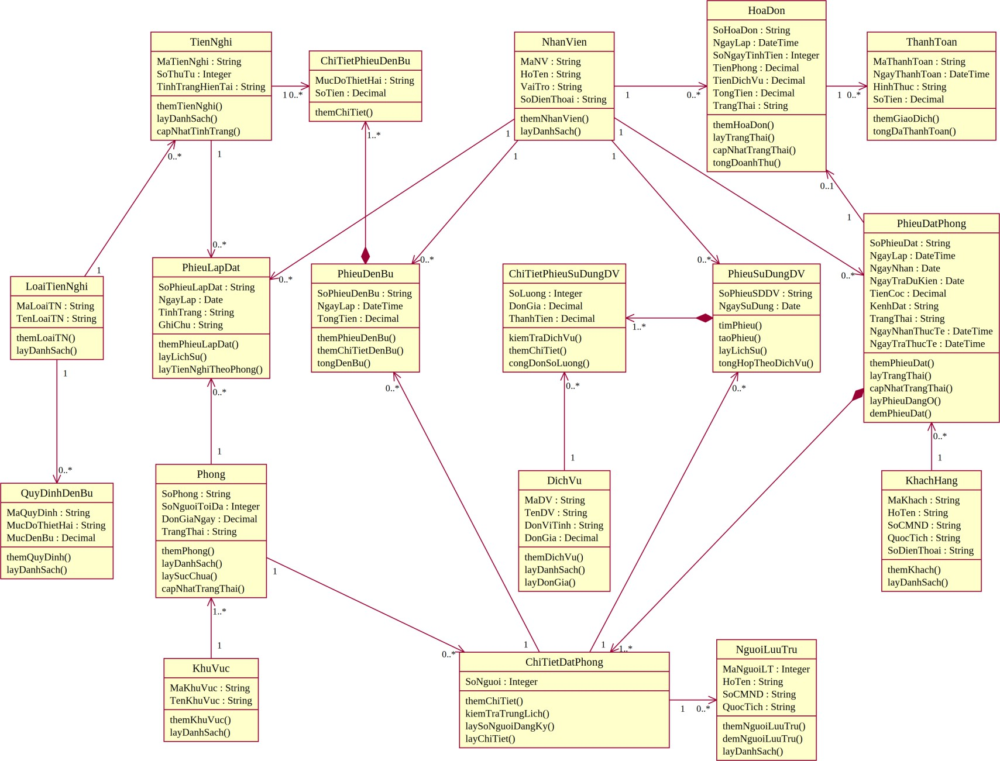 TienNghi
MaTienNghi : String
SoThuTu : Integer
TinhTrangHienTai : String
themTienNghi()
layDanhSach()
capNhatTinhTrang()
1 0..*
ChiTietPhieuDenBu
MucDoThietHai : String
SoTien : Decimal
themChiTiet()
1..*
NhanVien
MaNV : String
HoTen : String
VaiTro : String
SoDienThoai : String
themNhanVien()
layDanhSach()
1
0..*
HoaDon
SoHoaDon : String
NgayLap : DateTime
SoNgayTinhTien : Integer
TienPhong : Decimal
TienDichVu : Decimal
TongTien : Decimal
TrangThai : String
themHoaDon()
layTrangThai()
capNhatTrangThai()
tongDoanhThu()
1 0..*
ThanhToan
MaThanhToan : String
NgayThanhToan : DateTime
HinhThuc : String
SoTien : Decimal
themGiaoDich()
tongDaThanhToan()
1
1
0..*
1
1
1
0..1
1
1
0..*
0..*
0..*
0..*
0..*
LoaiTienNghi
MaLoaiTN : String
TenLoaiTN : String
themLoaiTN()
layDanhSach()
1
0..*
PhieuLapDat
SoPhieuLapDat : String
NgayLap : Date
TinhTrang : String
GhiChu : String
themPhieuLapDat()
layLichSu()
layTienNghiTheoPhong()
0..*
1
PhieuDenBu
SoPhieuDenBu : String
NgayLap : DateTime
TongTien : Decimal
themPhieuDenBu()
themChiTietDenBu()
tongDenBu()
0..*
ChiTietPhieuSuDungDV
SoLuong : Integer
DonGia : Decimal
ThanhTien : Decimal
kiemTraDichVu()
themChiTiet()
congDonSoLuong()
1..*
0..*
1
PhieuSuDungDV
SoPhieuSDDV : String
NgaySuDung : Date
timPhieu()
taoPhieu()
layLichSu()
tongHopTheoDichVu()
0..*
PhieuDatPhong
SoPhieuDat : String
NgayLap : DateTime
NgayNhan : Date
NgayTraDuKien : Date
TienCoc : Decimal
KenhDat : String
TrangThai : String
NgayNhanThucTe : DateTime
NgayTraThucTe : DateTime
themPhieuDat()
layTrangThai()
capNhatTrangThai()
layPhieuDangO()
demPhieuDat()
0..*
1
QuyDinhDenBu
MaQuyDinh : String
MucDoThietHai : String
MucDenBu : Decimal
themQuyDinh()
layDanhSach()
Phong
SoPhong : String
SoNguoiToiDa : Integer
DonGiaNgay : Decimal
TrangThai : String
themPhong()
layDanhSach()
laySucChua()
capNhatTrangThai()
1
1..*
1
DichVu
MaDV : String
TenDV : String
DonViTinh : String
DonGia : Decimal
themDichVu()
layDanhSach()
layDonGia()
KhachHang
MaKhach : String
HoTen : String
SoCMND : String
QuocTich : String
SoDienThoai : String
themKhach()
layDanhSach()
KhuVuc
MaKhuVuc : String
TenKhuVuc : String
themKhuVuc()
layDanhSach()
0..*
1
1
1..*
ChiTietDatPhong
SoNguoi : Integer
themChiTiet()
kiemTraTrungLich()
laySoNguoiDangKy()
layChiTiet()
1 0..*
NguoiLuuTru
MaNguoiLT : Integer
HoTen : String
SoCMND : String
QuocTich : String
themNguoiLuuTru()
demNguoiLuuTru()
layDanhSach()